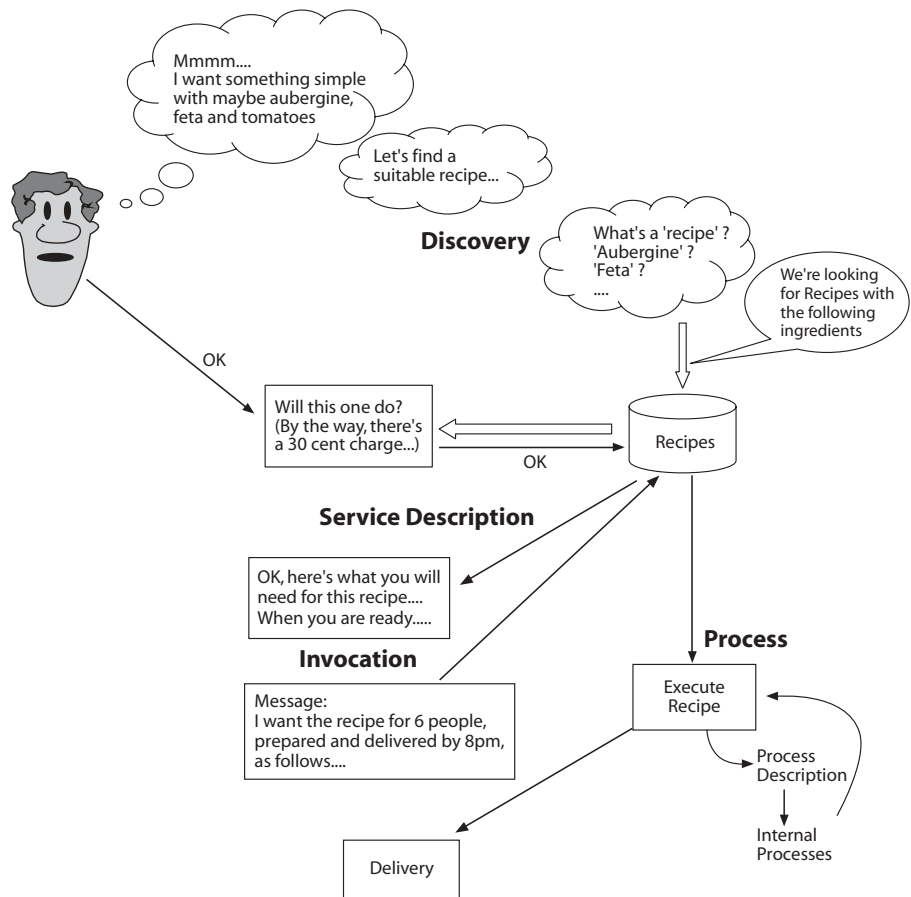 Mmmm....
I want something simple
with maybe aubergine,
feta and tomatoes
Let's find a
suitable recipe...
Discovery
What's a 'recipe' ?
'Aubergine' ?
'Feta' ?
....
We're looking
for Recipes with
the following
ingredients
OK
Will this one do?
(By the way, there's
a 30 cent charge...)
OK
Recipes
Service Description
OK, here's what you will
need for this recipe....
When you are ready.....
Invocation
Message:
I want the recipe for 6 people,
prepared and delivered by 8pm,
as follows....
Process
Execute
Recipe
Process
Description
Internal
Processes
Delivery